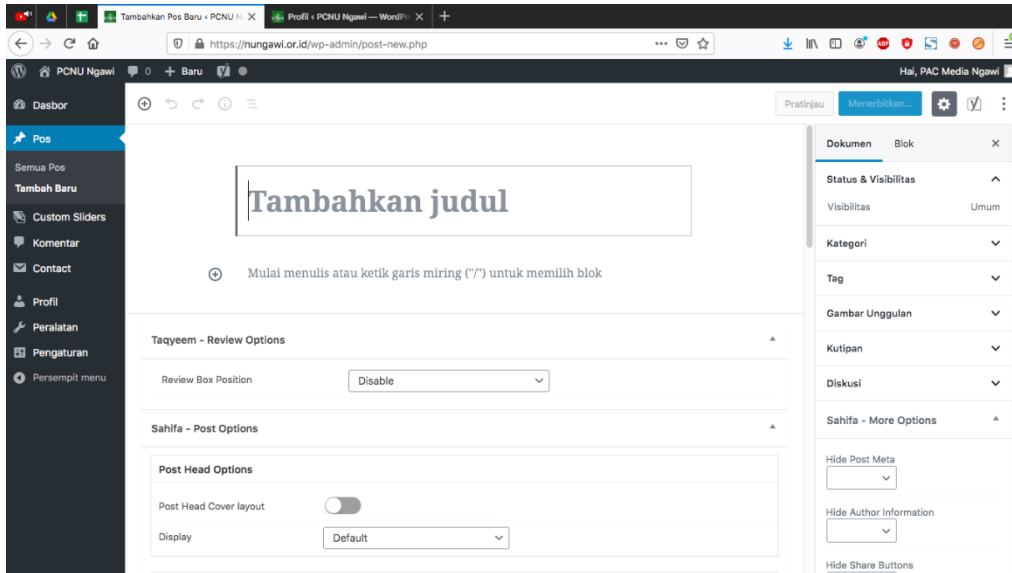 Tambahkan Pos Baru ‹ PCNU N
Profil ‹ PCNU Ngawi — WordPr
https://nungawi.or.id/wp-admin/post-new.php
ABP
PCNU Ngawi 0 + Baru
Hai, PAC Media Ngawi
Dasbor
Pos
Semua Pos
Tambah Baru
Custom Sliders
Komentar
Contact
Profil
Peralatan
Pengaturan
Persempit menu
Pratinjau
Menerbitkan...
Tambahkan judul
Mulai menulis atau ketik garis miring ("/") untuk memilih blok
Taqyeem - Review Options
Review Box Position Disable
Sahifa - Post Options
Post Head Options
Post Head Cover layout
Display Default
Dokumen Blok
Status & Visibilitas
Visibilitas Umum
Kategori
Tag
Gambar Unggulan
Kutipan
Diskusi
Sahifa - More Options
Hide Post Meta
Hide Author Information
Hide Share Buttons